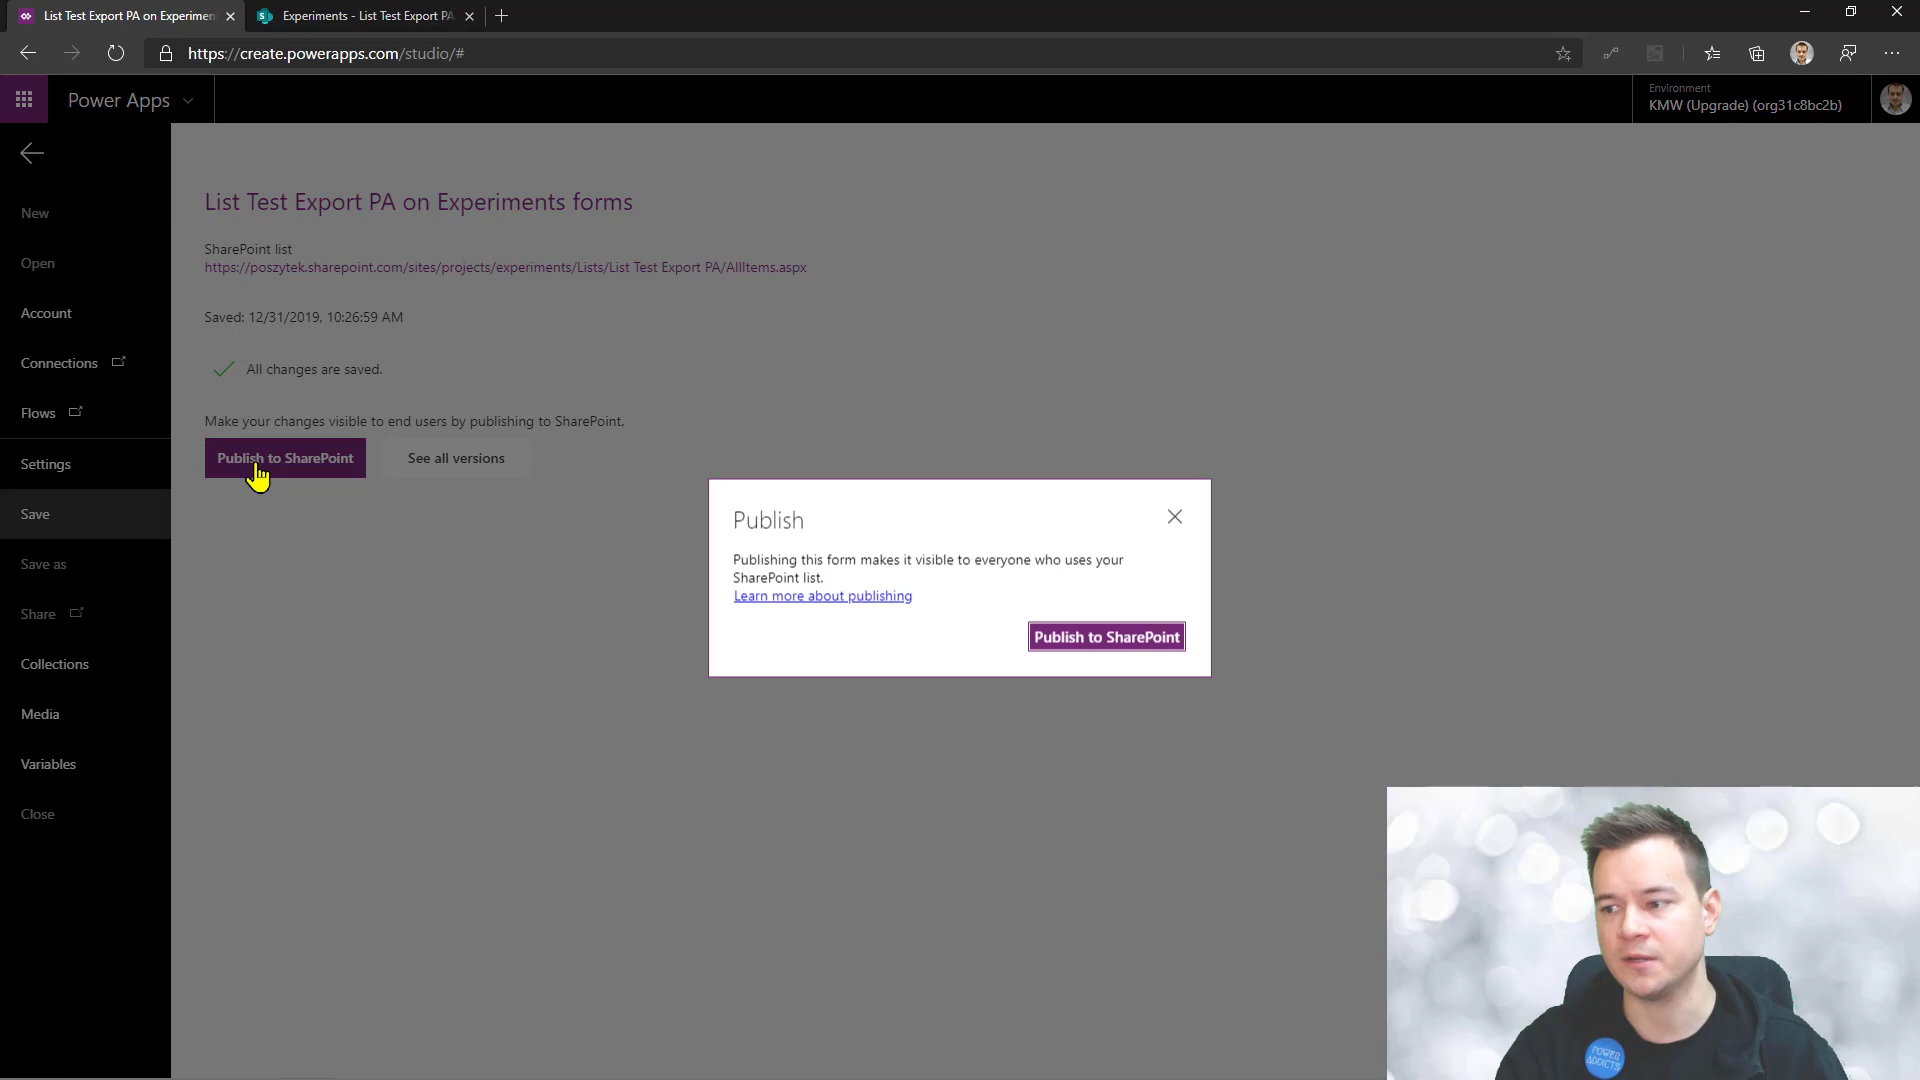 List Test Export PA on Experimen
Experiments - List Test Export PA
https://create.powerapps.com/studio/#
Power Apps
Environment
KMW (Upgrade) (org31c8bc2b)
New
Open
Account
Connections
Flows
Settings
Save
Save as
Share
Collections
Media
Variables
Close
List Test Export PA on Experiments forms
SharePoint list
https://poszytek.sharepoint.com/sites/projects/experiments/Lists/List Test Export PA/AllItems.aspx
Saved: 12/31/2019, 10:26:59 AM
All changes are saved.
Make your changes visible to end users by publishing to SharePoint.
Publish to SharePoint
See all versions
Publish
Publishing this form makes it visible to everyone who uses your
SharePoint list.
Learn more about publishing
Publish to SharePoint
POWER
ADDICTS